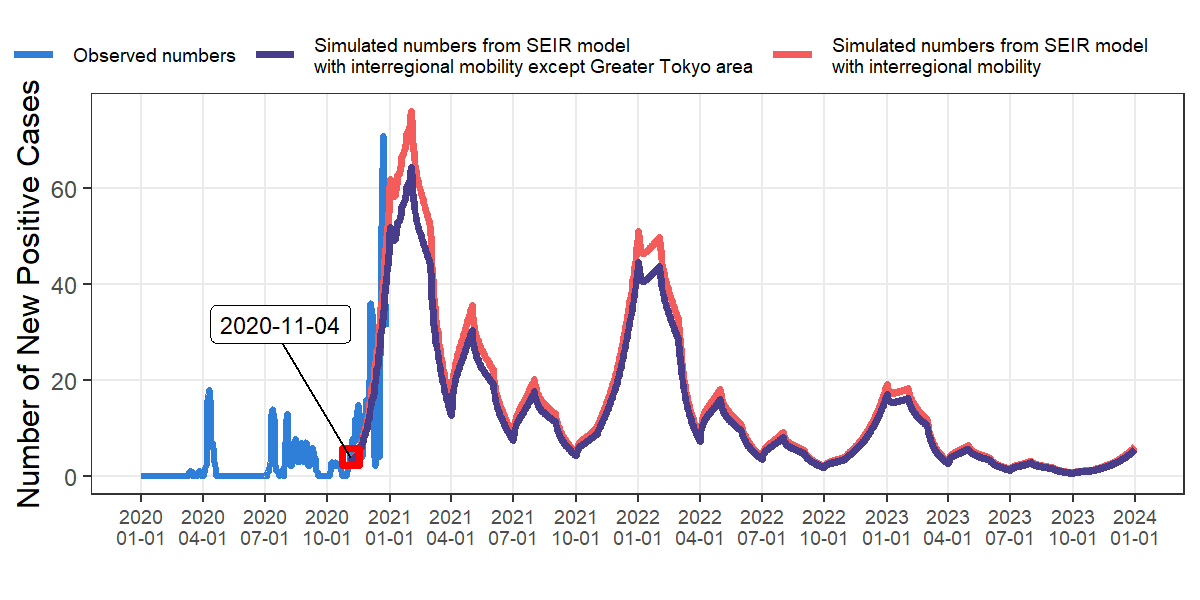 Observed numbers
Simulated numbers from SEIR model
with interregional mobility except Greater Tokyo area
Simulated numbers from SEIR model
with interregional mobility
Number of New Positive Cases
60
40
20
0
2020-11-04
2020 2020 2020 2020 2021 2021 2021 2021 2022 2022 2022 2022 2023 2023 2023 2023 2024
01-01 04-01 07-01 10-01 01-01 04-01 07-01 10-01 01-01 04-01 07-01 10-01 01-01 04-01 07-01 10-01 01-01